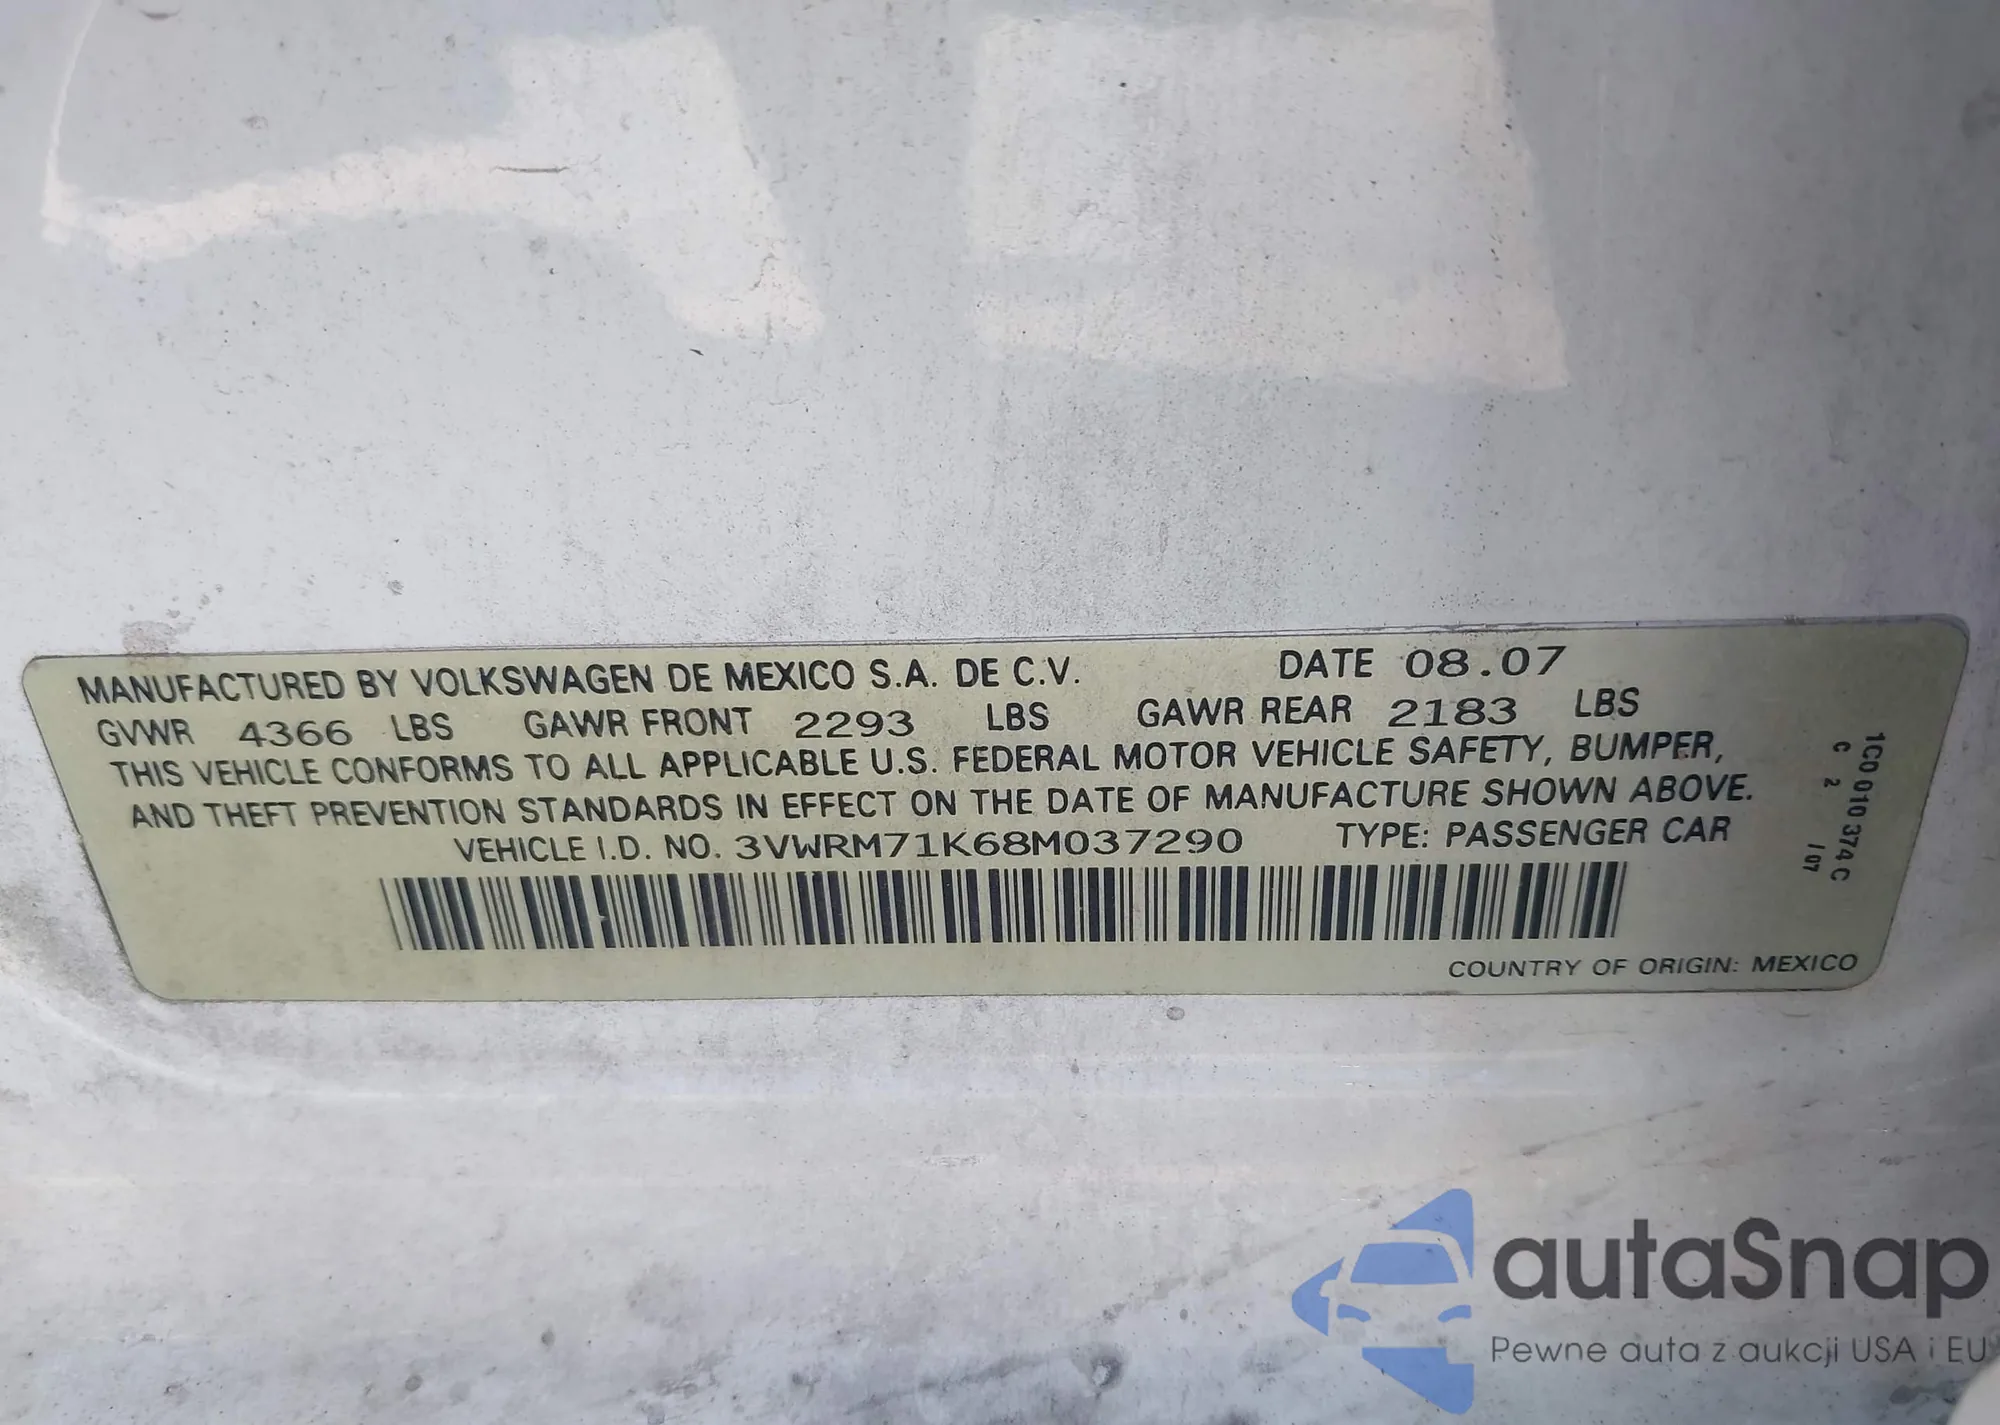 MANUFACTURED BY VOLKSWAGEN DE MEXICO S.A. DE C.V. DATE 08.07
GVWR 4366 LBS GAWR FRONT 2293 LBS GAWR REAR 2183 LBS
THIS VEHICLE CONFORMS TO ALL APPLICABLE U.S. FEDERAL MOTOR VEHICLE SAFETY, BUMPER,
AND THEFT PREVENTION STANDARDS IN EFFECT ON THE DATE OF MANUFACTURE SHOWN ABOVE.
VEHICLE I.D. NO. 3VWRM71K68M037290 TYPE: PASSENGER CAR
COUNTRY OF ORIGIN: MEXICO
1C0 010 374 C
C 2 / 07
autaSnap
Pewne auta z aukcji USA i EU